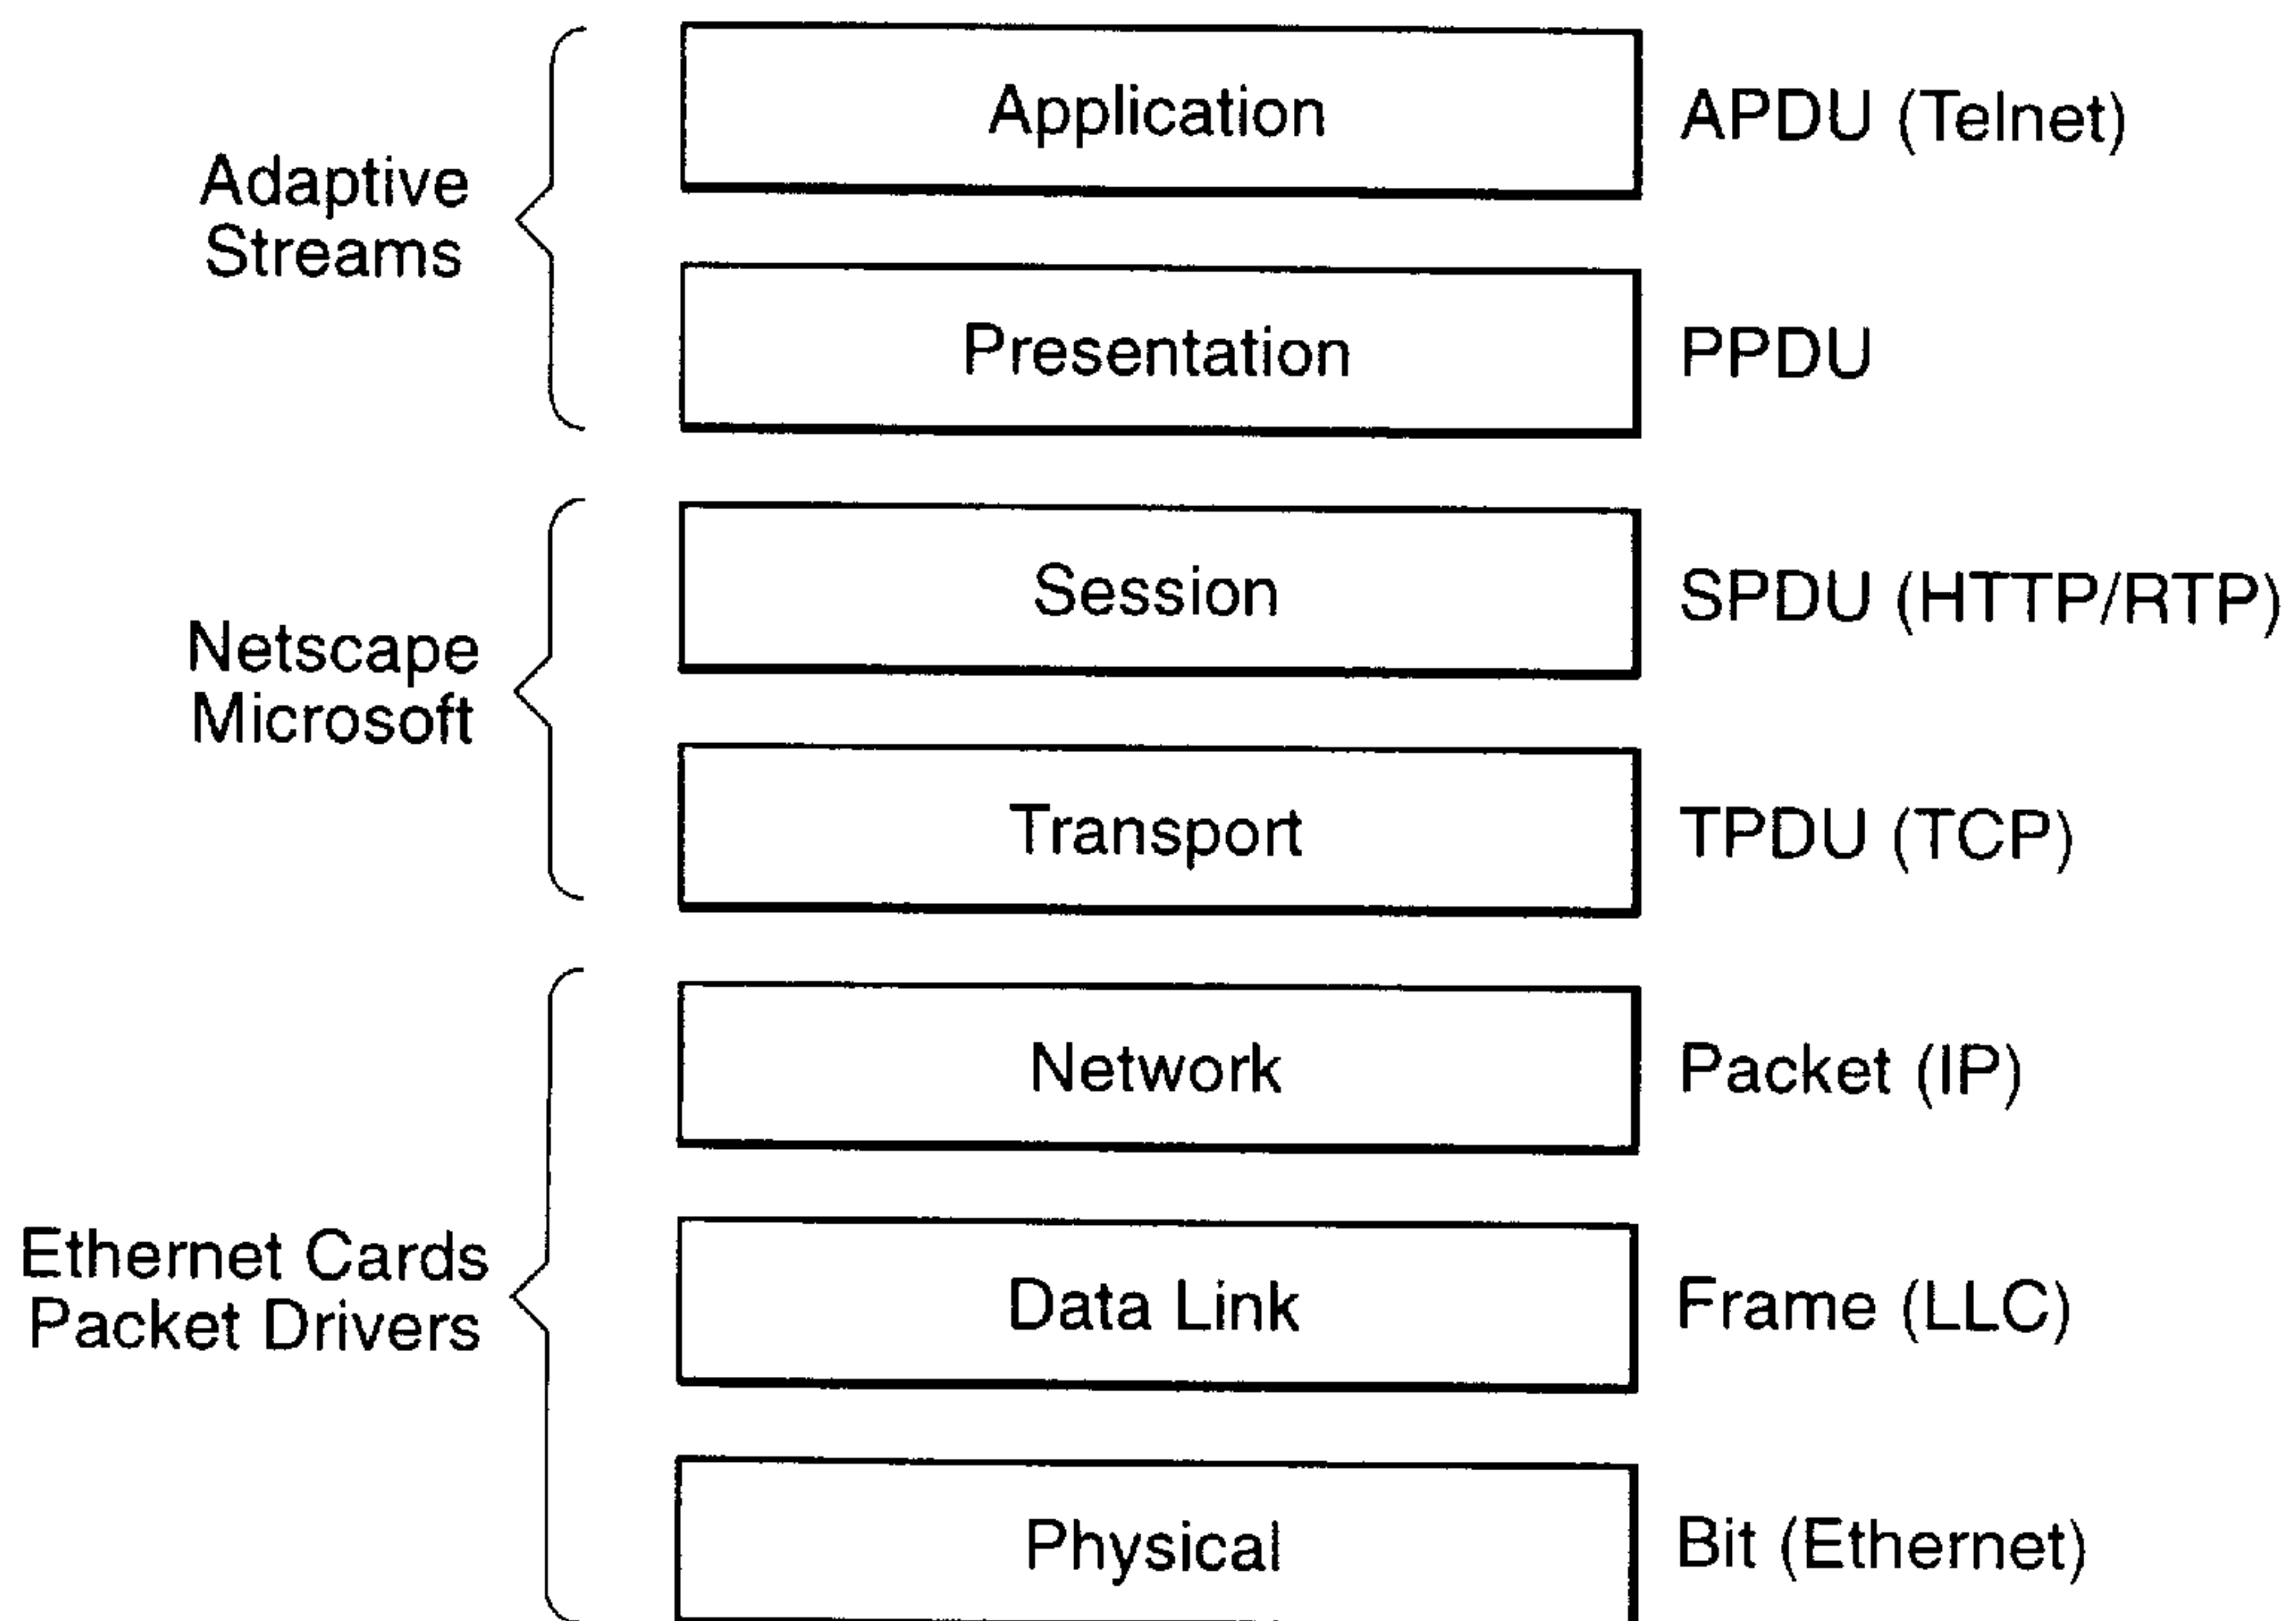 Application
APDU (Telnet)
Adaptive
Streams
Presentation
PPDU
Session
SPDU (HTTP/RTP)
Netscape
Microsoft
Transport
TPDU (TCP)
Network
Packet (IP)
Ethernet Cards
Packet Drivers
Data Link
Frame (LLC)
Physical
Bit (Ethernet)